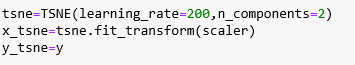 tsne=TSNE(learning_rate=200,n_components=2)
x_tsne=tsne.fit_transform(scaler)
y_tsne=y